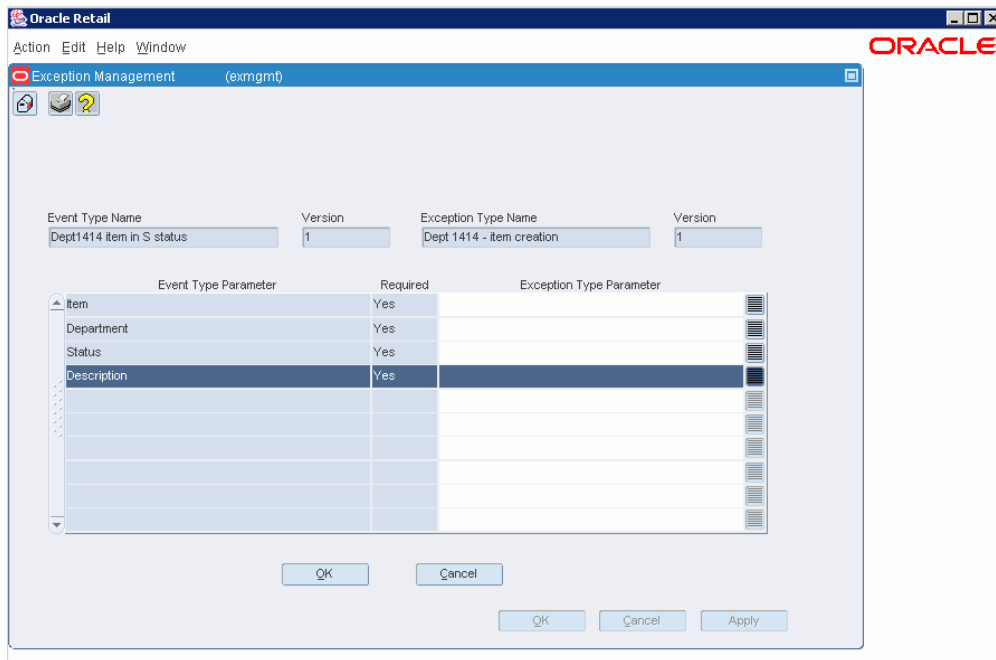 Oracle Retail
Action Edit Help Window
ORACLE
Exception Management (exmgmt)
Event Type Name Version Exception Type Name Version
Dept1414 item in S status 1 Dept 1414 - item creation 1
Event Type Parameter Required Exception Type Parameter
Item Yes
Department Yes
Status Yes
Description Yes
OK Cancel
OK Cancel Apply